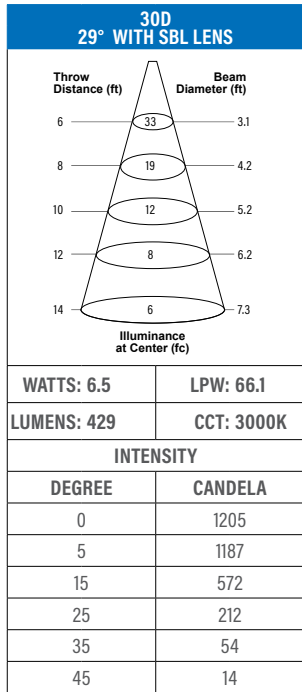 30D
29° WITH SBL LENS
Throw Beam
Distance (ft) Diameter (ft)
6 33 3.1
8 19 4.2
10 12 5.2
12 8 6.2
14 6 7.3
Illuminance
at Center (fc)
WATTS: 6.5 LPW: 66.1
LUMENS: 429 CCT: 3000K
INTENSITY
DEGREE CANDELA
0 1205
5 1187
15 572
25 212
35 54
45 14